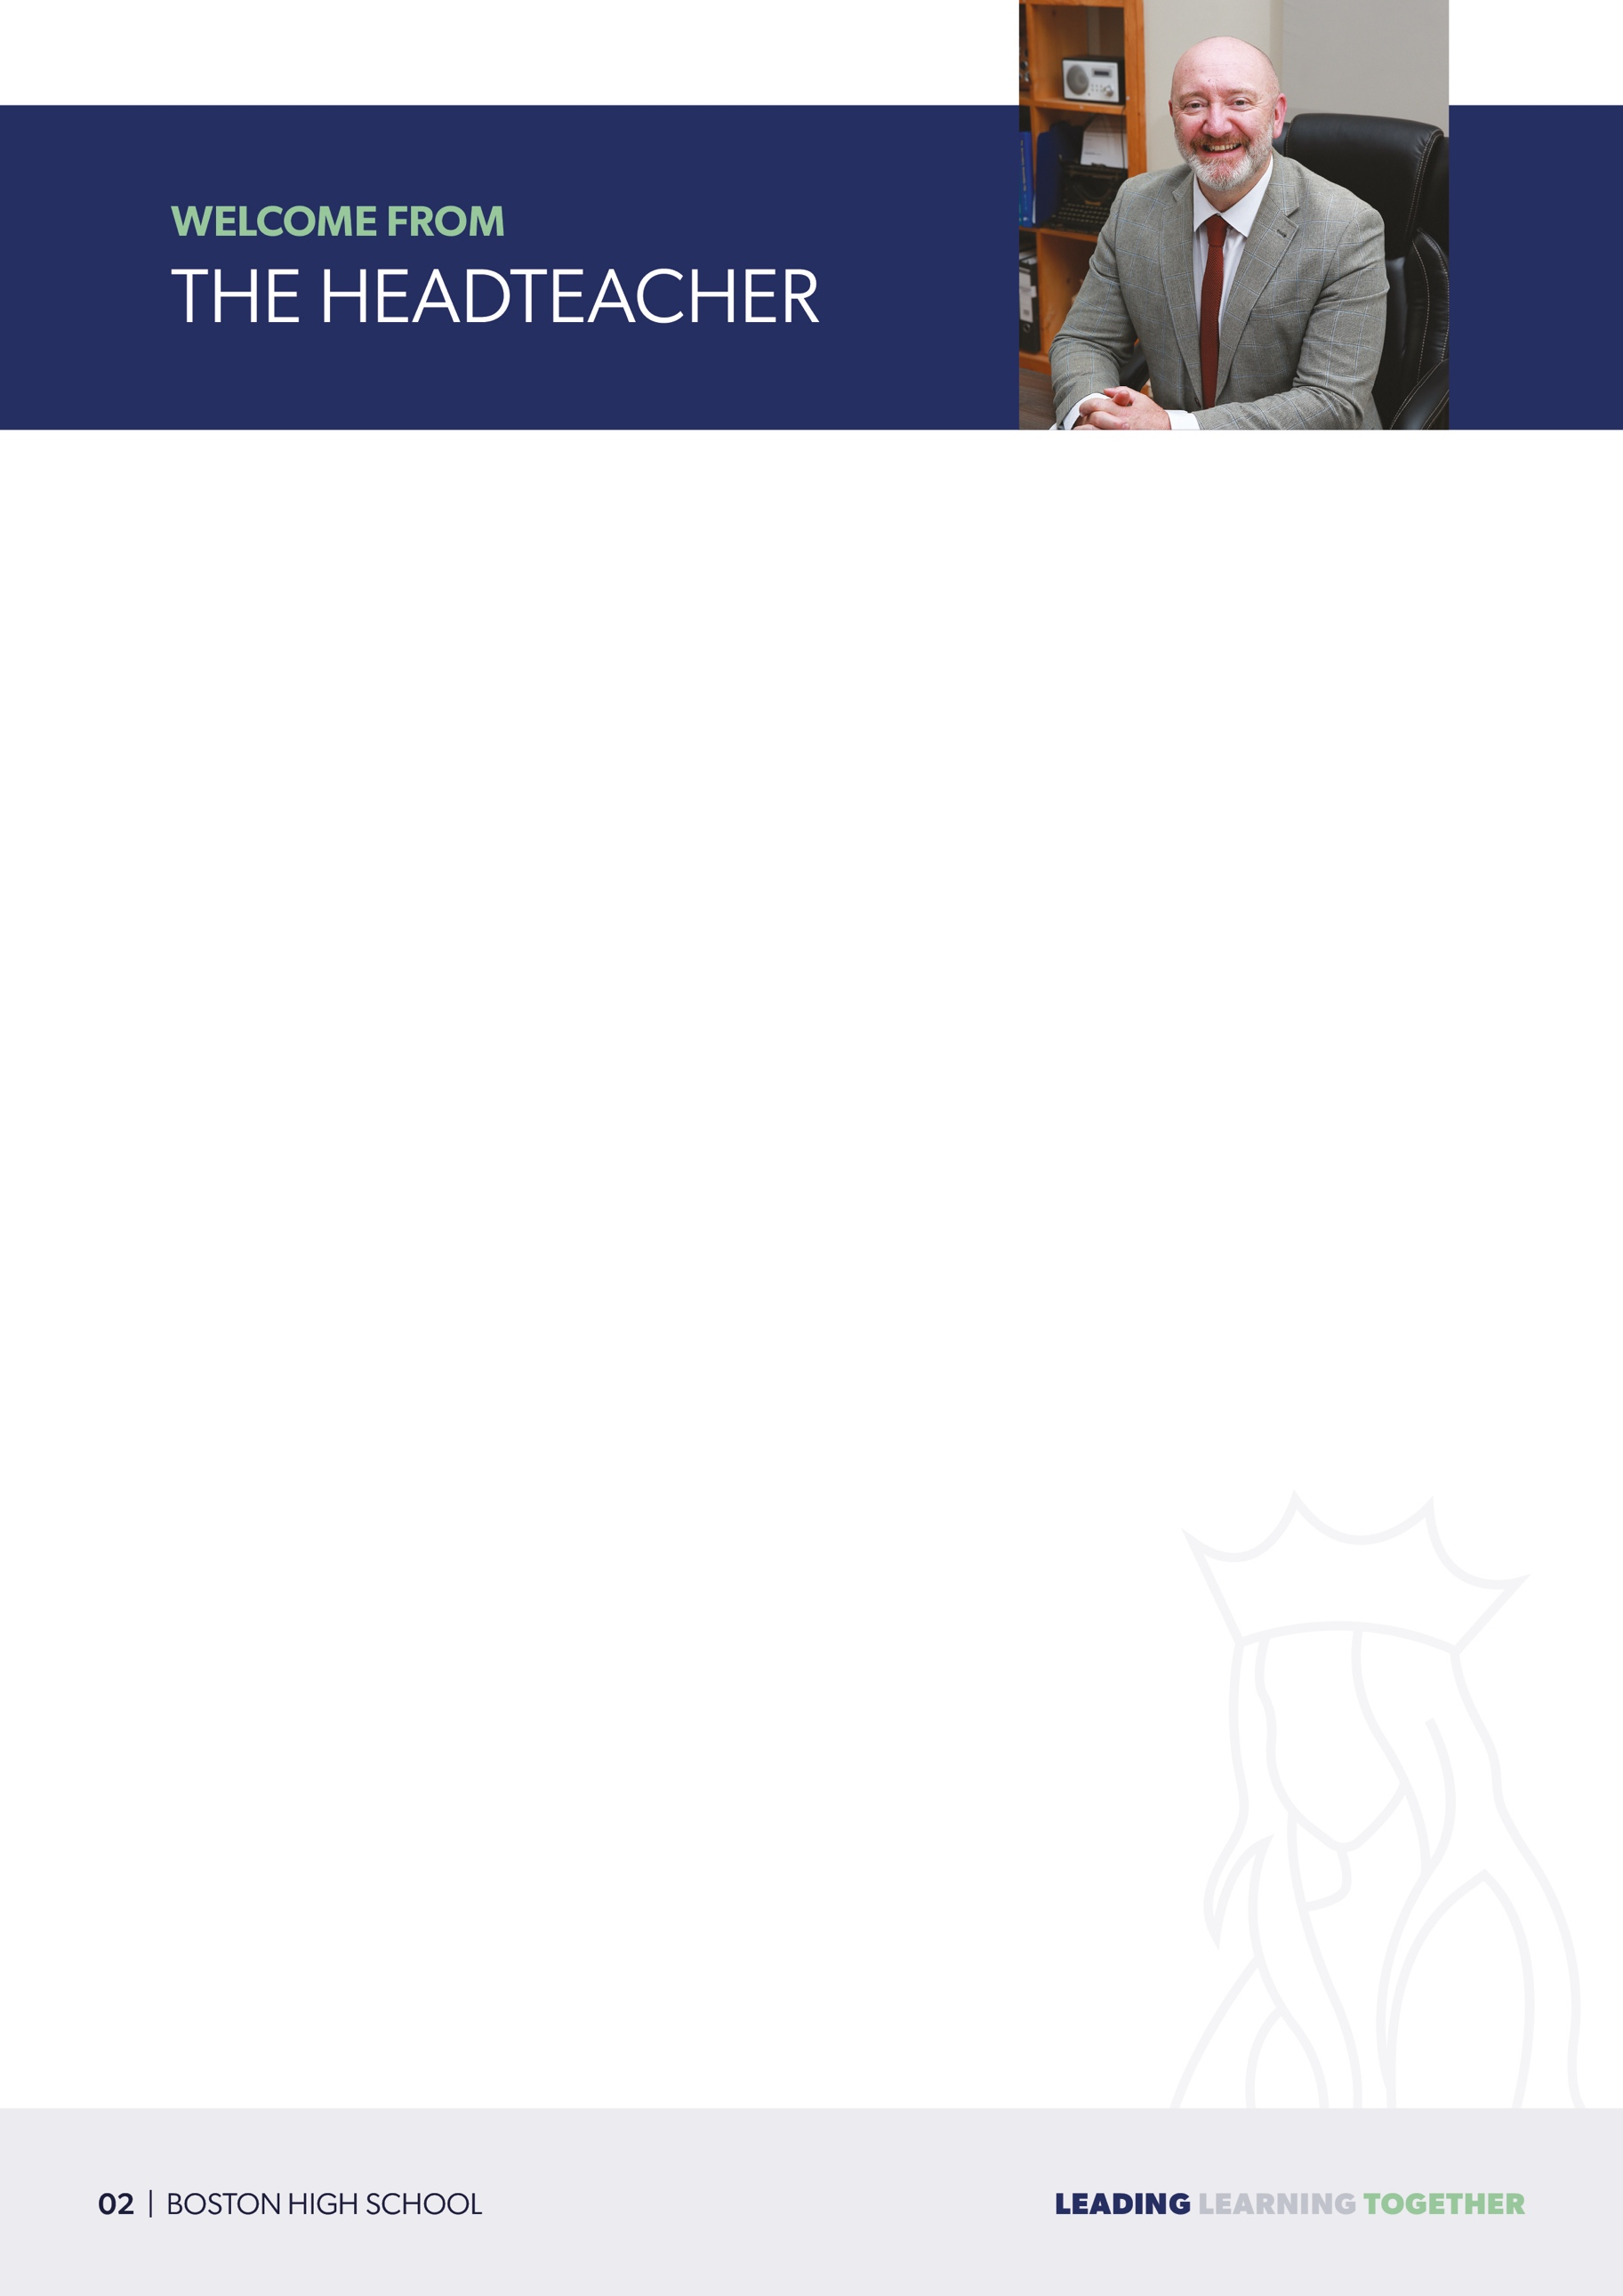 WELCOME FROM
THE HEADTEACHER
02 | BOSTON HIGH SCHOOL
LEADING LEARNING TOGETHER